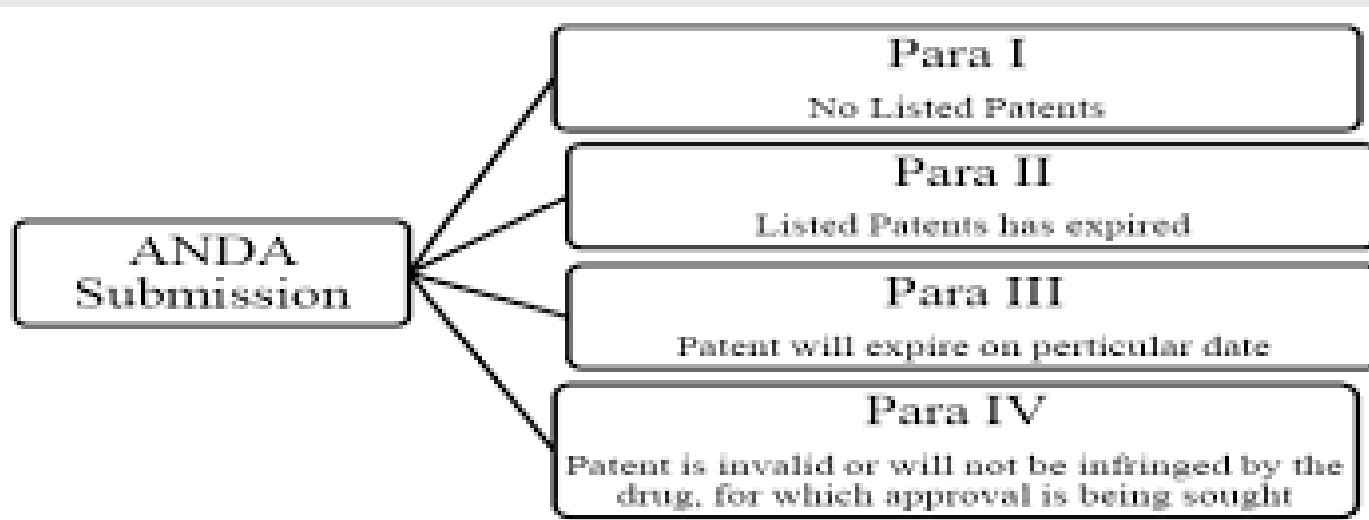 ANDA
Submission
Para I
No Listed Patents
Para II
Listed Patents has expired
Para III
Patent will expire on perticular date
Para IV
Patent is invalid or will not be infringed by the
drug, for which approval is being sought